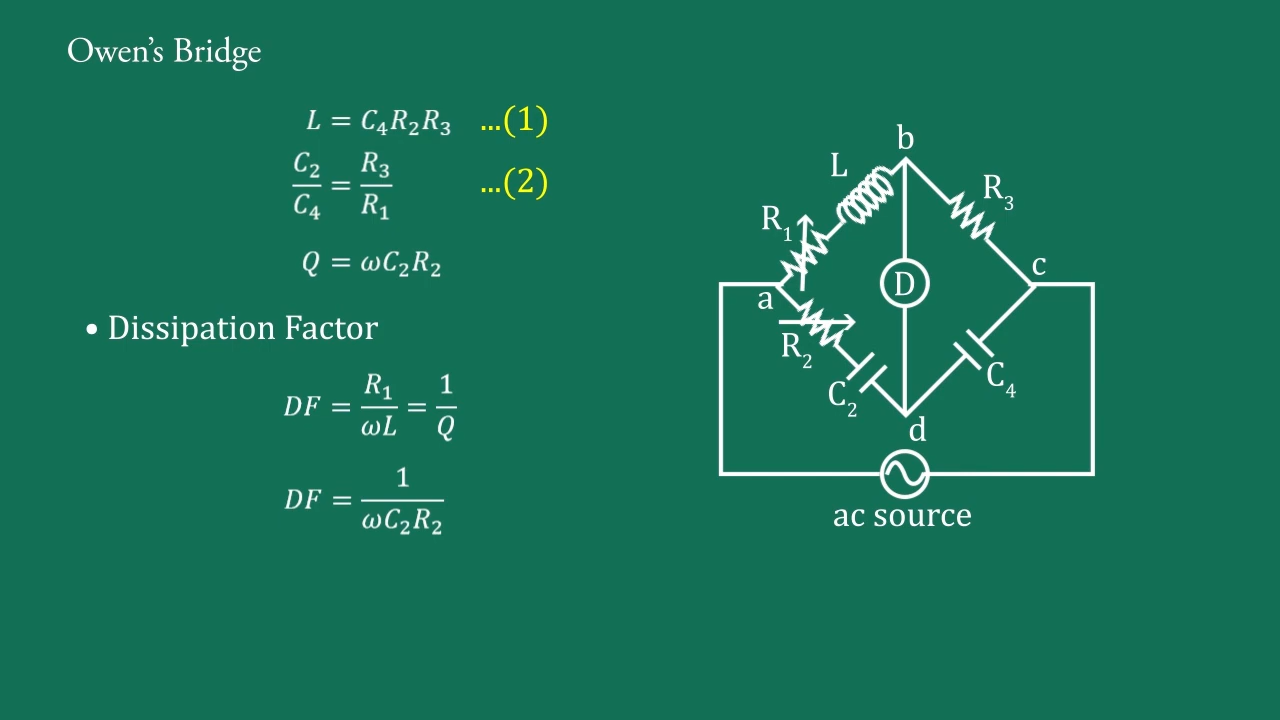 Owen's Bridge
L = C₄R₂R₃ ...(1)
C₂/C₄ = R₃/R₁ ...(2)
Q = ωC₂R₂
• Dissipation Factor
DF = R₁/ωL = 1/Q
DF = 1/ωC₂R₂
b
L
R₃
R₁
c
D
a
R₂
C₄
C₂
d
ac source